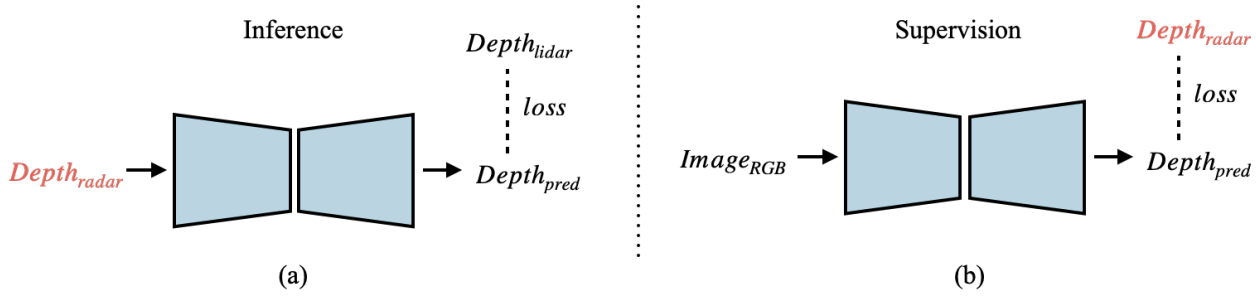 Inference
Depth_lidar
loss
Depth_radar
Depth_pred
(a)
Supervision
Depth_radar
loss
Image_RGB
Depth_pred
(b)